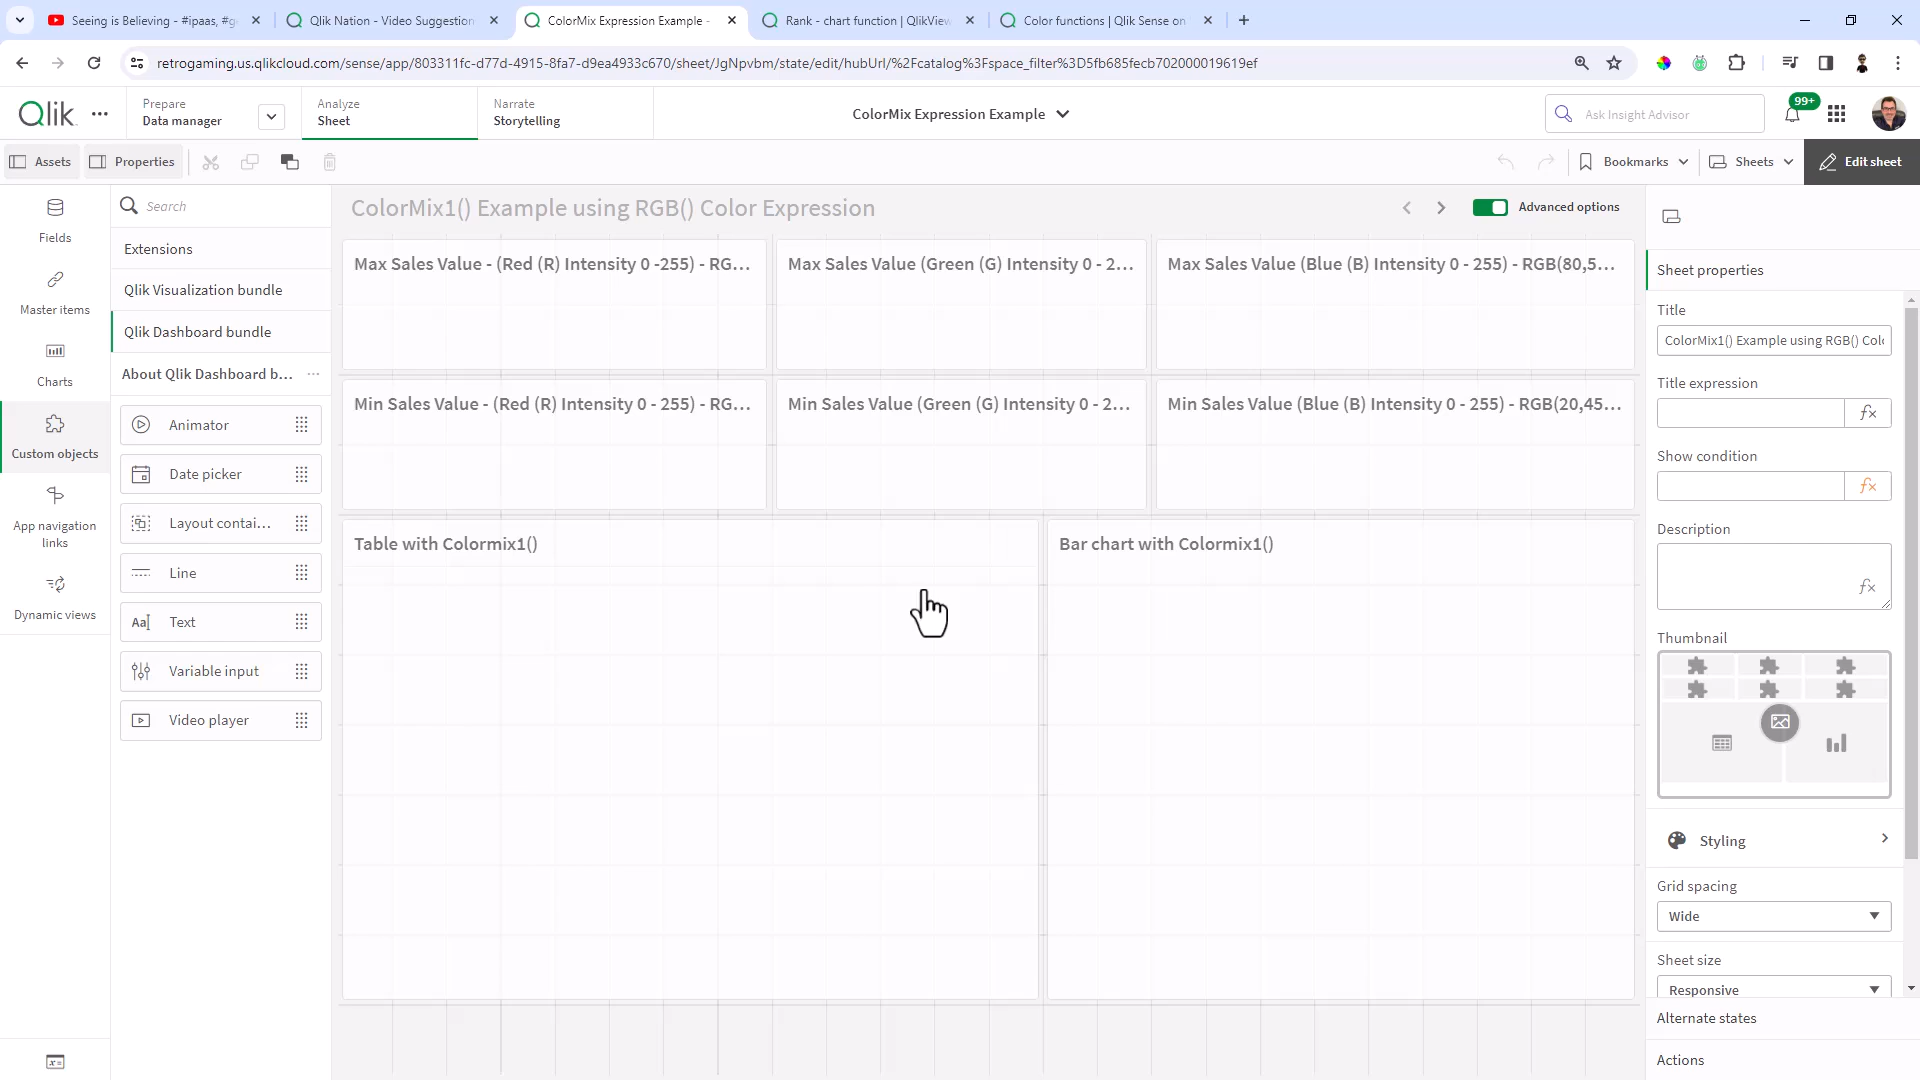 Seeing is Believing - #ipaas, #g
Qlik Nation - Video Suggestion
ColorMix Expression Example -
Rank - chart function | QlikView
Color functions | Qlik Sense on
retrogaming.us.qlikcloud.com/sense/app/803311fc-d77d-4915-8fa7-d9ea4933c670/sheet/JgNpvbm/state/edit/hubUrl/%2Fcatalog%3Fspace_filter%3D5fb685fecb702000019619ef
Qlik
Prepare
Data manager
Analyze
Sheet
Narrate
Storytelling
ColorMix Expression Example
Ask Insight Advisor
99+
Assets
Properties
Bookmarks
Sheets
Edit sheet
Fields
Master items
Charts
Custom objects
App navigation
links
Dynamic views
Search
Extensions
Qlik Visualization bundle
Qlik Dashboard bundle
About Qlik Dashboard b...
Animator
Date picker
Layout contai...
Line
Text
Variable input
Video player
ColorMix1() Example using RGB() Color Expression
Advanced options
Max Sales Value - (Red (R) Intensity 0 -255) - RG...
Max Sales Value (Green (G) Intensity 0 - 2...
Max Sales Value (Blue (B) Intensity 0 - 255) - RGB(80,5...
Min Sales Value - (Red (R) Intensity 0 - 255) - RG...
Min Sales Value (Green (G) Intensity 0 - 2...
Min Sales Value (Blue (B) Intensity 0 - 255) - RGB(20,45...
Table with Colormix1()
Bar chart with Colormix1()
Sheet properties
Title
ColorMix1() Example using RGB() Col
Title expression
fx
Show condition
fx
Description
fx
Thumbnail
Styling
Grid spacing
Wide
Sheet size
Responsive
Alternate states
Actions